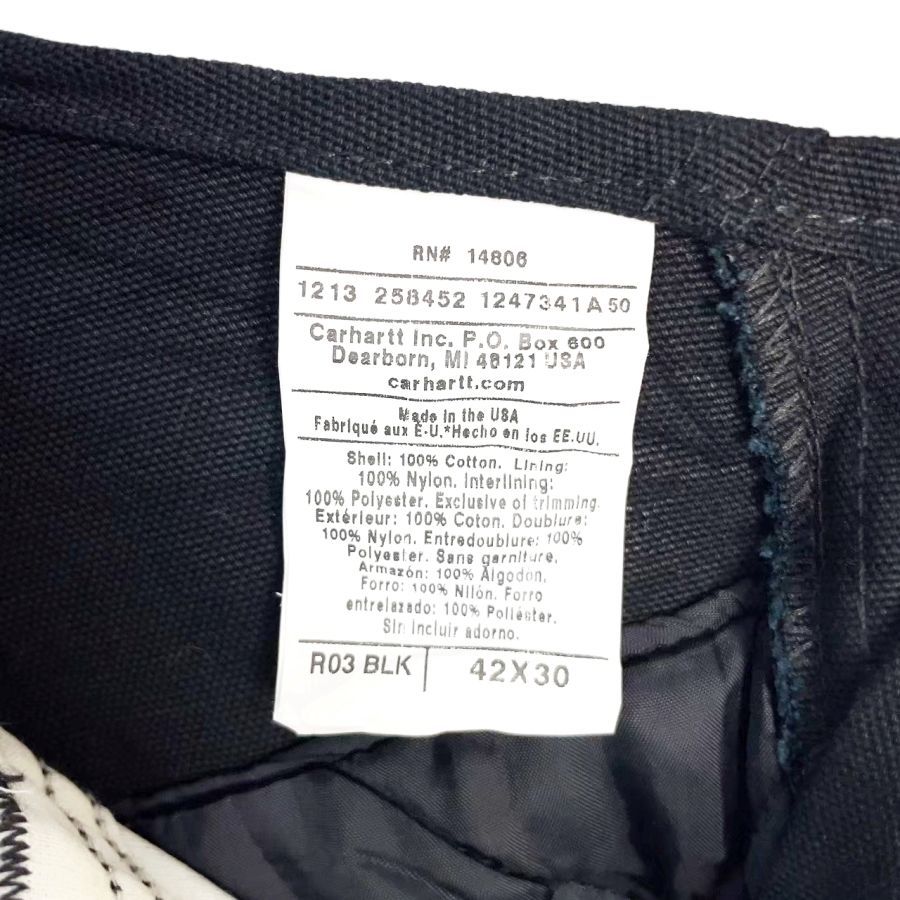 RN# 14806
1213 258452 1247341A 50
Carhartt Inc. P.O. Box 600
Dearborn, MI 48121 USA
carhartt.com
Made in the USA
Fabriqué aux É-U.*Hecho en los EE.UU.
Shell: 100% Cotton. Lining:
100% Nylon. Interlining:
100% Polyester. Exclusive of trimming.
Extérieur: 100% Coton. Doublure:
100% Nylon. Entredoublure: 100%
Polyester. Sans garniture.
Armazón: 100% Algodon.
Forro: 100% Nilón. Forro
entrelazado: 100% Poliéster.
Sin incluir adorno.
R03 BLK 42X30